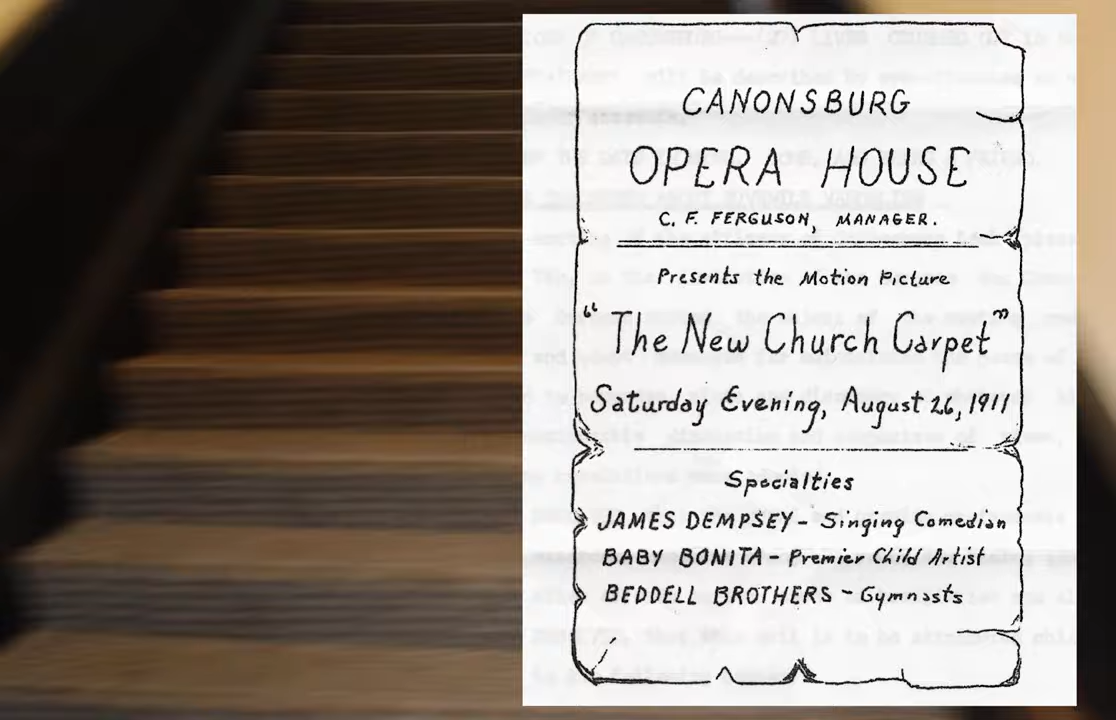 CANONSBURG
OPERA HOUSE
C. F. FERGUSON MANAGER.
Presents the Motion Picture
"The New Church Carpet"
Saturday Evening, August 26, 1911
Specialties
JAMES DEMPSEY - Singing Comedian
BABY BONITA - Premier Child Artist
BEDDELL BROTHERS - Gymnasts